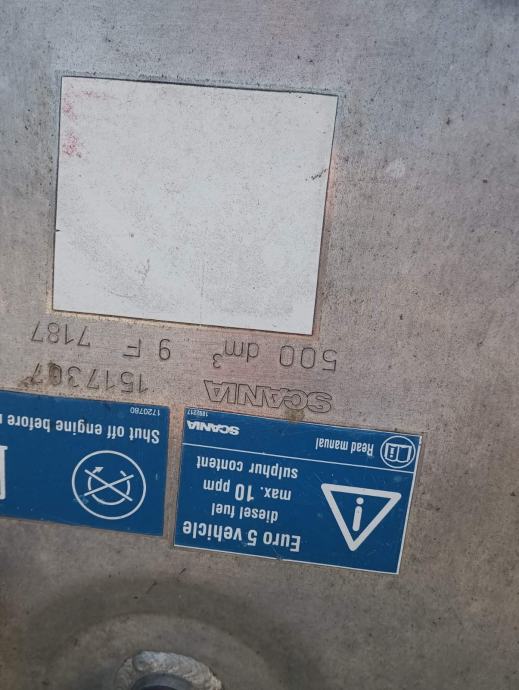 Euro 5 vehicle
diesel fuel
max. 10 ppm
sulphur content
Read manual
SCANIA
Shut off engine before
1720780
SCANIA
1517367
500 dm³ 9 F 7187